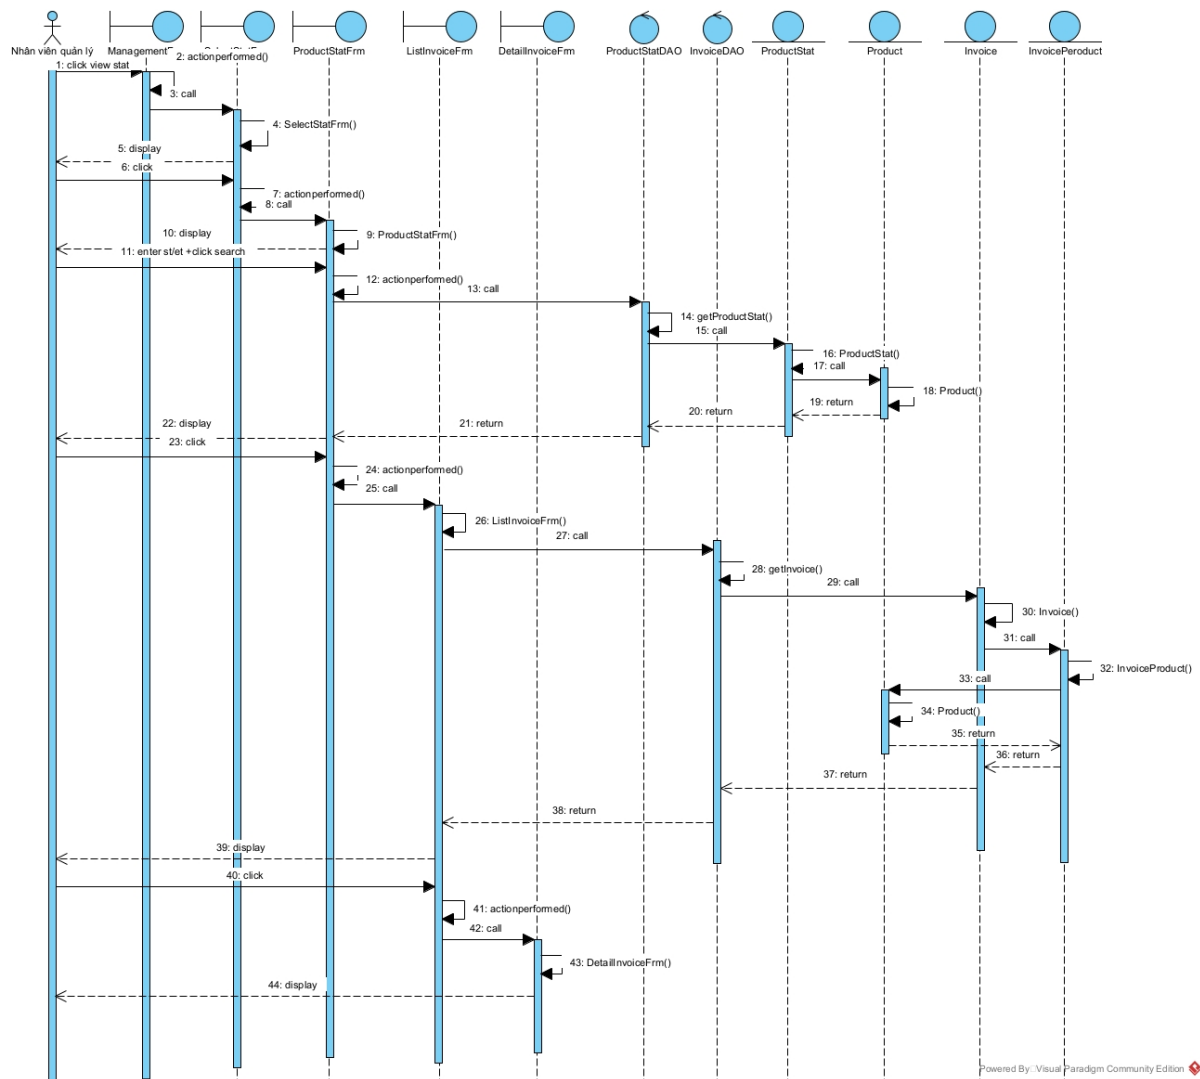 Nhân viên quản lý
ProductStatFrm
ListInvoiceFrm
DetailInvoiceFrm
ProductStatDAO
InvoiceDAO
ProductStat
Product
Invoice
InvoicePeroduct
1: click view stat
2: actionperformed()
3: call
4: SelectStatFrm()
5: display
6: click
7: actionperformed()
8: call
9: ProductStatFrm()
10: display
11: enter st/et +click search
12: actionperformed()
13: call
14: getProductStat()
15: call
16: ProductStat()
17: call
18: Product()
19: return
20: return
21: return
22: display
23: click
24: actionperformed()
25: call
26: ListInvoiceFrm()
27: call
28: getInvoice()
29: call
30: Invoice()
31: call
32: InvoiceProduct()
33: call
34: Product()
35: return
36: return
37: return
38: return
39: display
40: click
41: actionperformed()
42: call
43: DetailInvoiceFrm()
44: display
Powered By Visual Paradigm Community Edition